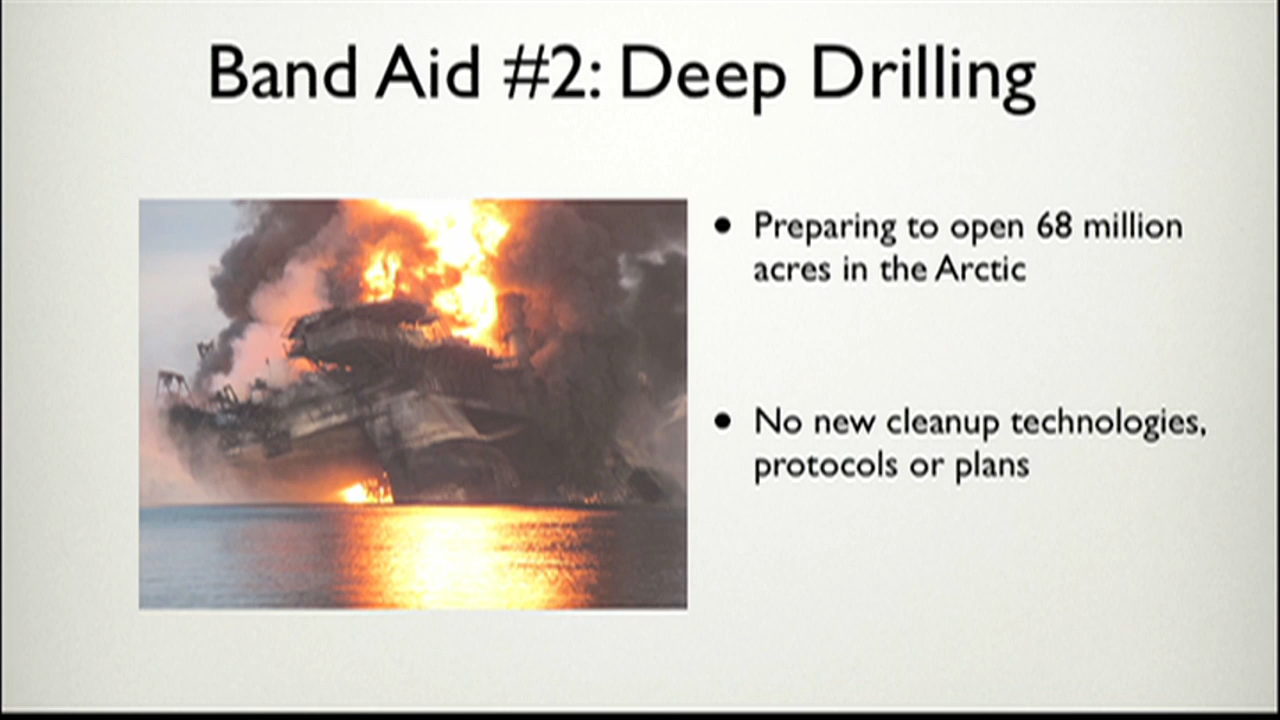 Band Aid #2: Deep Drilling
• Preparing to open 68 million
acres in the Arctic
• No new cleanup technologies,
protocols or plans